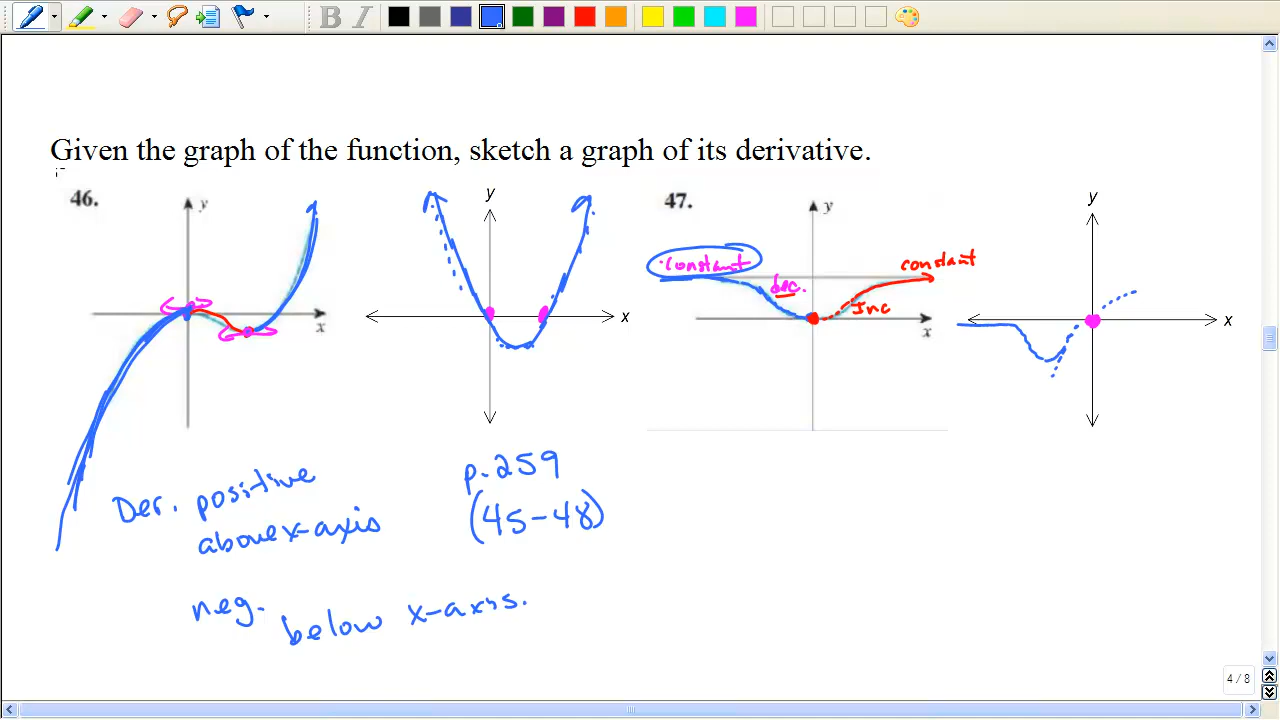 B I
Given the graph of the function, sketch a graph of its derivative.
46.
y
x
y
x
47.
y
constant
dec.
constant
Inc
x
y
x
Der. positive
above x-axis
neg.
below x-axis.
p.259
(45-48)
4 / 8